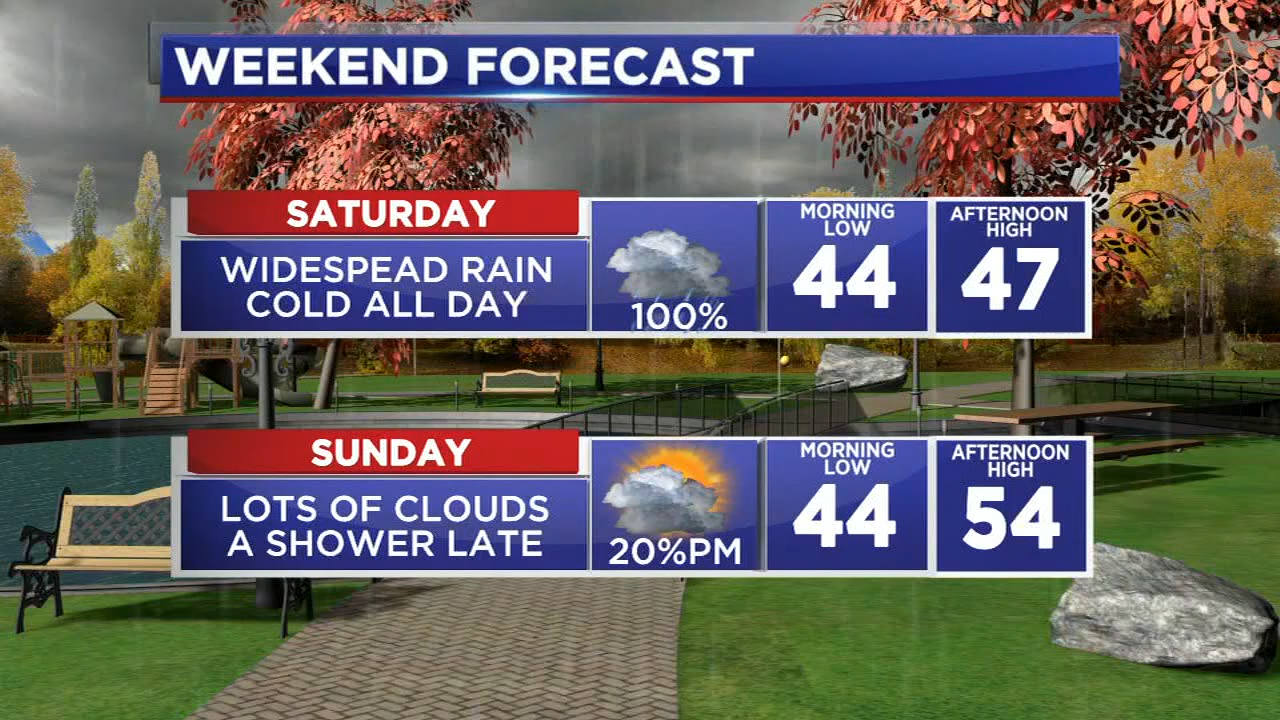 WEEKEND FORECAST
SATURDAY
WIDESPEAD RAIN
COLD ALL DAY
100%
MORNING
LOW
44
AFTERNOON
HIGH
47
SUNDAY
LOTS OF CLOUDS
A SHOWER LATE
20%PM
MORNING
LOW
44
AFTERNOON
HIGH
54